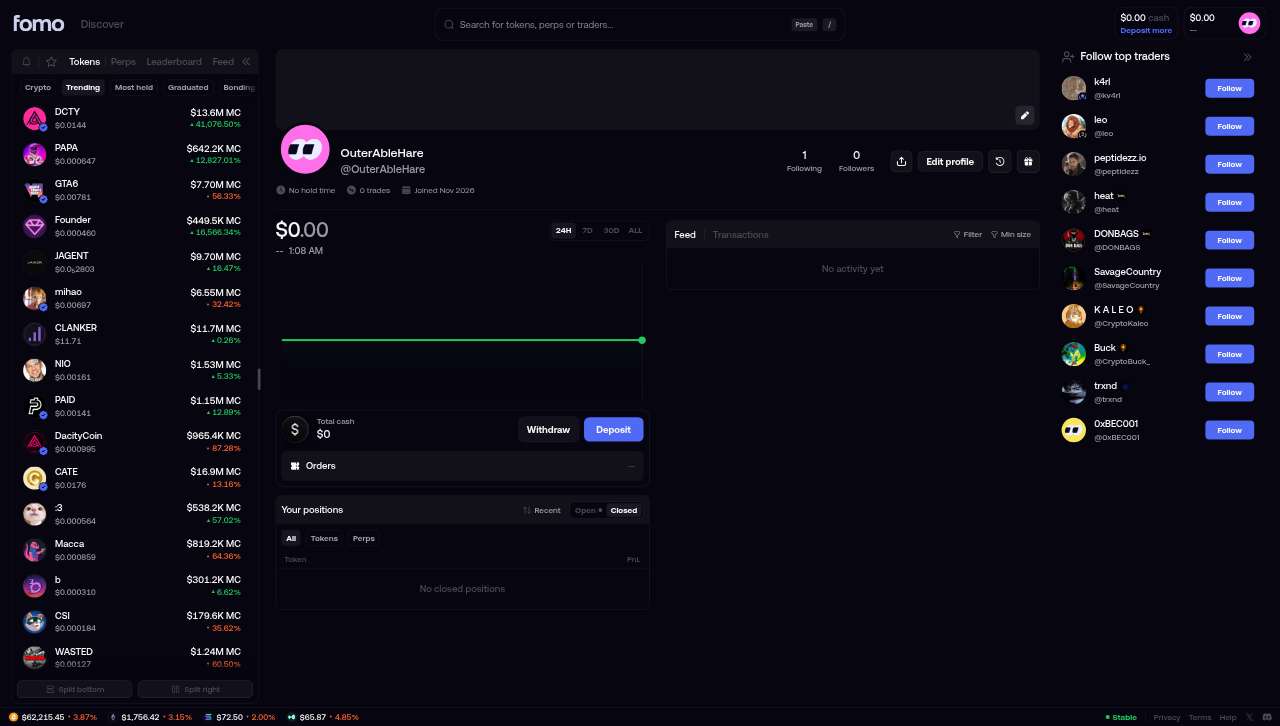 fomo Discover Search for tokens, perps or traders... Paste / $0.00 cash $0.00
Deposit more --
Tokens Perps Leaderboard Feed
Crypto Trending Most held Graduated Bonding
DCTY $13.6M MC
$0.0144 41,076.50%
PAPA $642.2K MC
$0.000647 12,827.01%
GTA6 $7.70M MC
$0.00781 56.33%
Founder $449.5K MC
$0.000460 16,566.34%
JAGENT $9.70M MC
$0.0₅2803 16.47%
mihao $6.55M MC
$0.00697 32.42%
CLANKER $11.7M MC
$11.71 0.26%
NIO $1.53M MC
$0.00161 5.33%
PAID $1.15M MC
$0.00141 12.89%
DacityCoin $965.4K MC
$0.000995 87.28%
CATE $16.9M MC
$0.0176 13.16%
:3 $538.2K MC
$0.000564 57.02%
Macca $819.2K MC
$0.000859 64.36%
b $301.2K MC
$0.000310 6.62%
CSI $179.6K MC
$0.000184 35.62%
WASTED $1.24M MC
$0.00127 60.50%
Split bottom Split right
OuterAbleHare
@OuterAbleHare
1 Following
0 Followers
Edit profile
No hold time 0 trades Joined Nov 2026
$0.00 24H 7D 30D ALL
-- 1:08 AM
Total cash
$0
Withdraw Deposit
Orders --
Your positions Recent Open Closed
All Tokens Perps
Token PnL
No closed positions
Feed Transactions Filter Min size
No activity yet
Follow top traders
k4rl
@kv4rl Follow
leo
@leo Follow
peptidezz.io
@peptidezz Follow
heat
@heat Follow
DONBAGS
@DONBAGS Follow
SavageCountry
@SavageCountry Follow
K A L E O
@CryptoKaleo Follow
Buck
@CryptoBuck_ Follow
trxnd
@trxnd Follow
0xBEC001
@0xBEC001 Follow
$62,215.45 3.87% $1,756.42 3.15% $72.50 2.00% $65.87 4.85% Stable Privacy Terms Help